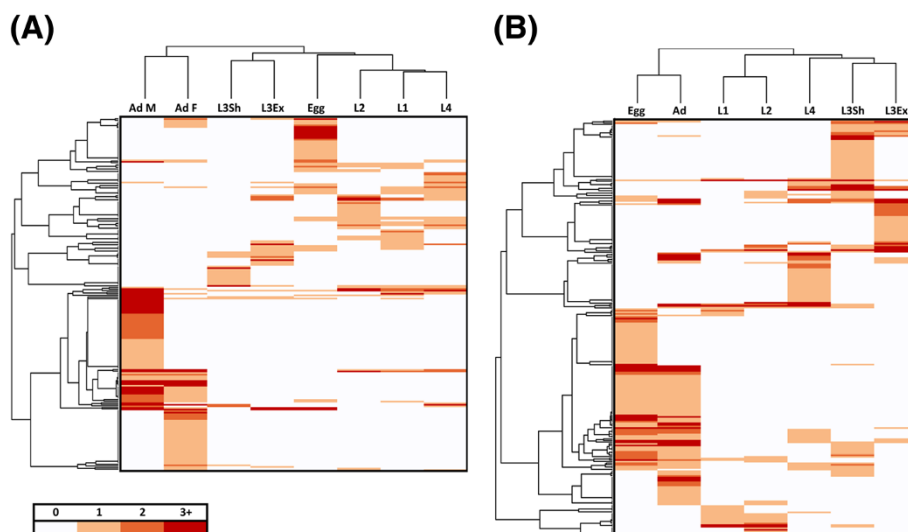 (A)
Ad M Ad F L3Sh L3Ex Egg L2 L1 L4
0 1 2 3+
(B)
Egg Ad L1 L2 L4 L3Sh L3Ex